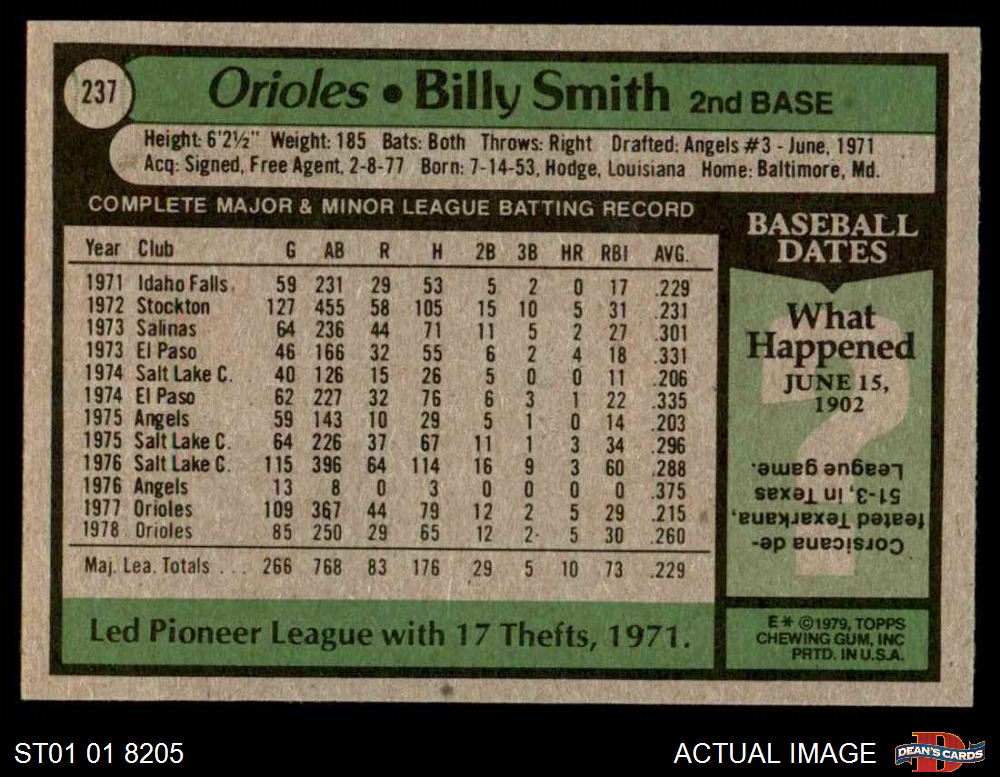 237
Orioles • Billy Smith 2nd BASE
Height: 6'2½" Weight: 185 Bats: Both Throws: Right Drafted: Angels #3 - June, 1971
Acq: Signed, Free Agent, 2-8-77 Born: 7-14-53, Hodge, Louisiana Home: Baltimore, Md.
COMPLETE MAJOR & MINOR LEAGUE BATTING RECORD
Year Club G AB R H 2B 3B HR RBI AVG.
1971 Idaho Falls. 59 231 29 53 5 2 0 17 .229
1972 Stockton 127 455 58 105 15 10 5 31 .231
1973 Salinas 64 236 44 71 11 5 2 27 .301
1973 El Paso 46 166 32 55 6 2 4 18 .331
1974 Salt Lake C. 40 126 15 26 5 0 0 11 .206
1974 El Paso 62 227 32 76 6 3 1 22 .335
1975 Angels 59 143 10 29 5 1 0 14 .203
1975 Salt Lake C. 64 226 37 67 11 1 3 34 .296
1976 Salt Lake C. 115 396 64 114 16 9 3 60 .288
1976 Angels 13 8 0 3 0 0 0 0 .375
1977 Orioles 109 367 44 79 12 2 5 29 .215
1978 Orioles 85 250 29 65 12 2 5 30 .260
Maj. Lea. Totals . . . 266 768 83 176 29 5 10 73 .229
Led Pioneer League with 17 Thefts, 1971.
BASEBALL
DATES
What
Happened
JUNE 15,
1902
?
Corsicana de-
feated Texarkana,
51-3, in Texas
League game.
E * ©1979, TOPPS
CHEWING GUM, INC
PRTD. IN U.S.A.
ST01 01 8205
ACTUAL IMAGE
D
DEAN'S CARDS